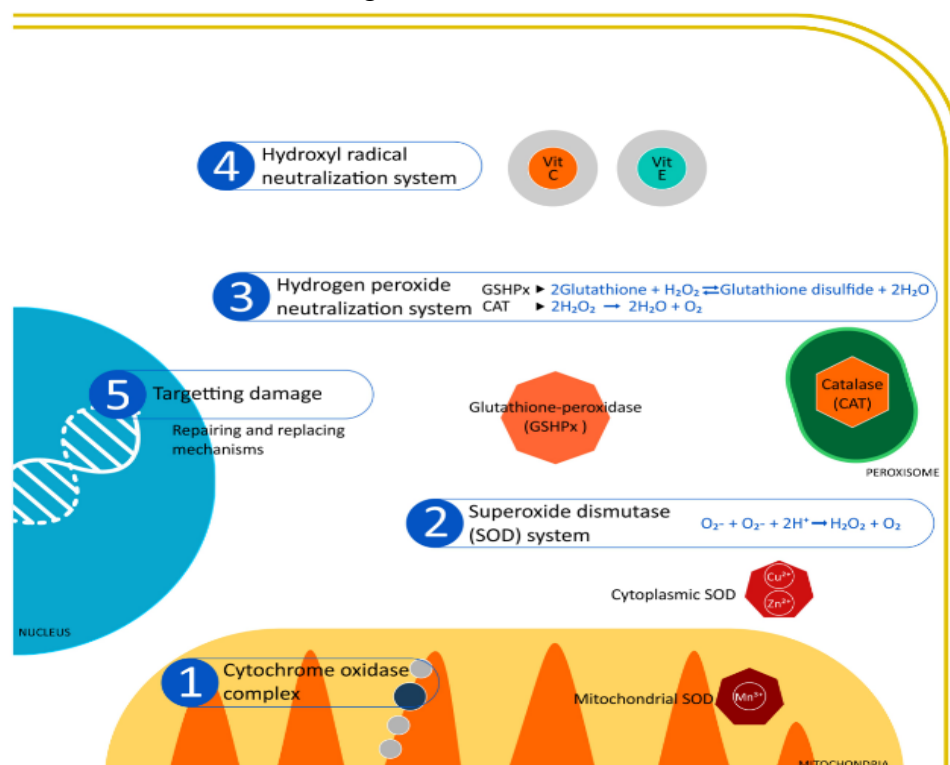 4 Hydroxyl radical
neutralization system
Vit
C
Vit
E
3 Hydrogen peroxide
neutralization system
GSHPx ► 2Glutathione + H₂O₂ ⇌ Glutathione disulfide + 2H₂O
CAT ► 2H₂O₂ → 2H₂O + O₂
5 Targetting damage
Repairing and replacing
mechanisms
Glutathione-peroxidase
(GSHPx )
Catalase
(CAT)
PEROXISOME
2 Superoxide dismutase
(SOD) system
O₂- + O₂- + 2H⁺ → H₂O₂ + O₂
Cytoplasmic SOD
Cu²⁺
Zn²⁺
NUCLEUS
1 Cytochrome oxidase
complex
Mitochondrial SOD
Mn³⁺
MITOCHONDRIA